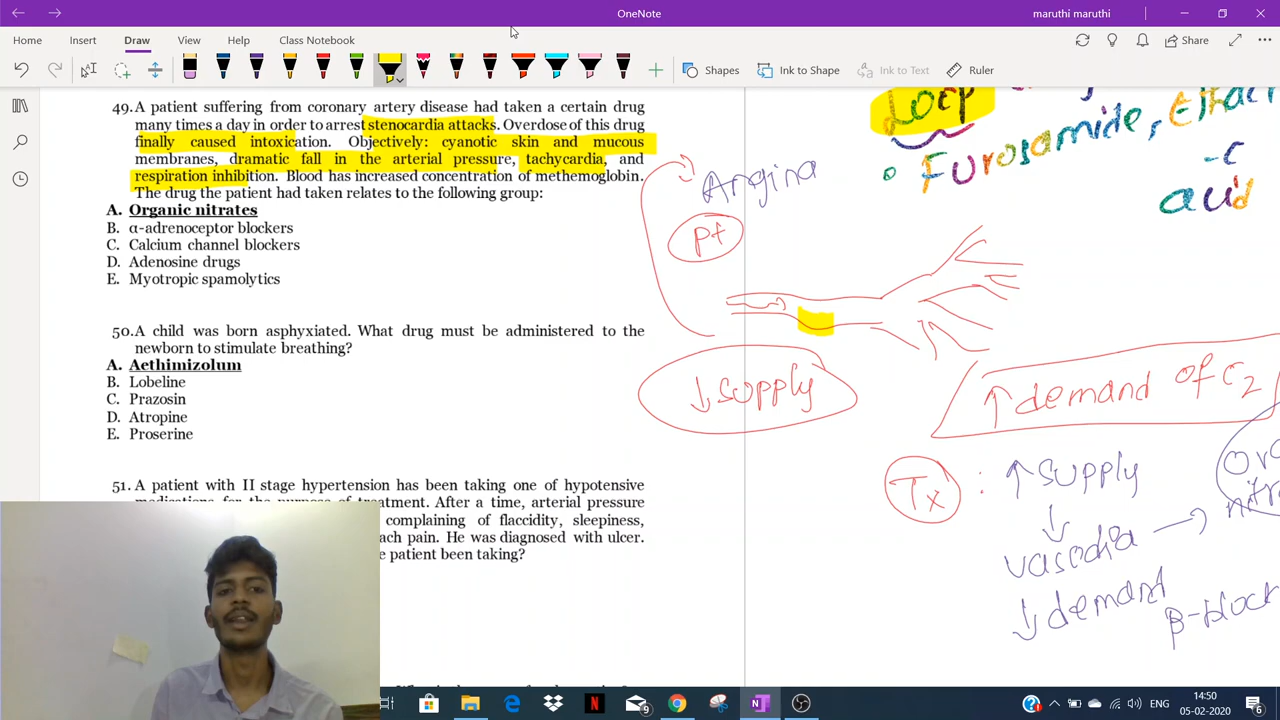 OneNote
maruthi maruthi
Home
Insert
Draw
View
Help
Class Notebook
Share
Shapes
Ink to Shape
Ink to Text
Ruler
49. A patient suffering from coronary artery disease had taken a certain drug
many times a day in order to arrest stenocardia attacks. Overdose of this drug
finally caused intoxication. Objectively: cyanotic skin and mucous
membranes, dramatic fall in the arterial pressure, tachycardia, and
respiration inhibition. Blood has increased concentration of methemoglobin.
The drug the patient had taken relates to the following group:
A. Organic nitrates
B. α-adrenoceptor blockers
C. Calcium channel blockers
D. Adenosine drugs
E. Myotropic spamolytics
50. A child was born asphyxiated. What drug must be administered to the
newborn to stimulate breathing?
A. Aethimizolum
B. Lobeline
C. Prazosin
D. Atropine
E. Proserine
51. A patient with II stage hypertension has been taking one of hypotensive
After a time, arterial pressure
complaining of flaccidity, sleepiness,
pain. He was diagnosed with ulcer.
patient been taking?
Loop
Furosamide,
-c
acid
Angina
Pt
↓ supply
↑ demand of
Tx : ↑ supply
↓
→
↓ demand
β-block
14:50
ENG
05-02-2020